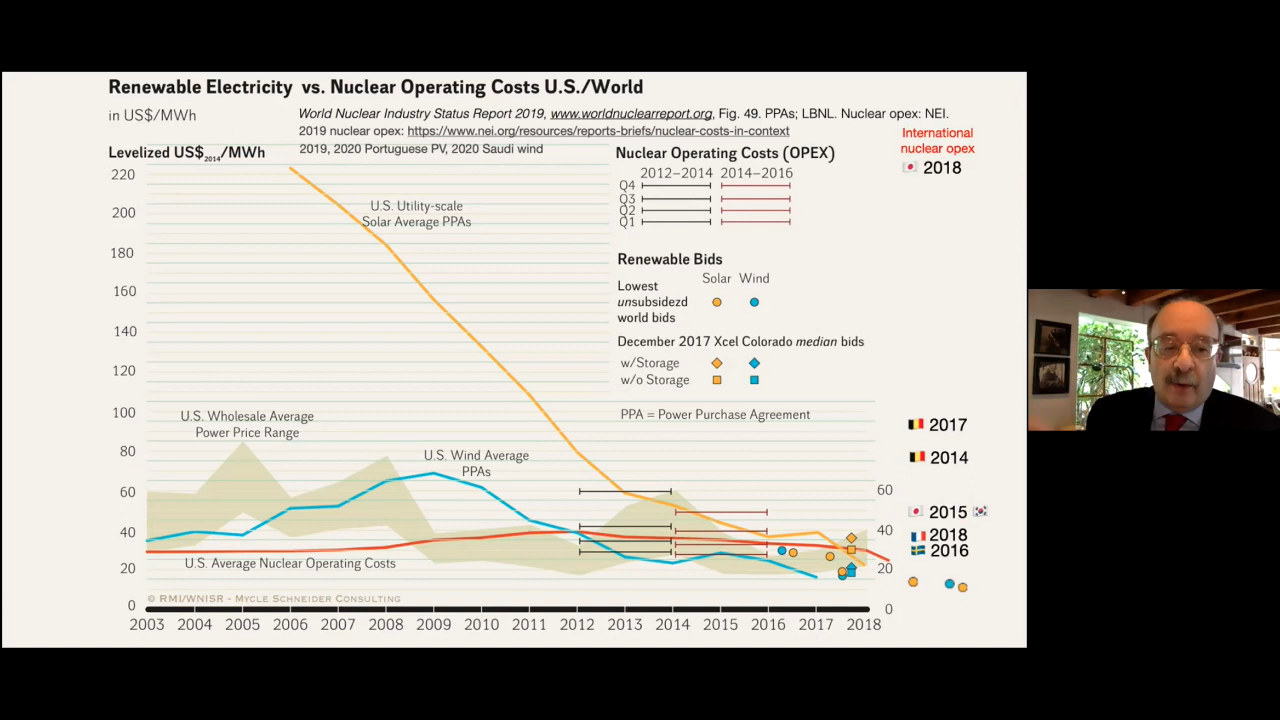 Renewable Electricity vs. Nuclear Operating Costs U.S./World
in US$/MWh
World Nuclear Industry Status Report 2019, www.worldnuclearreport.org, Fig. 49. PPAs; LBNL. Nuclear opex: NEI.
2019 nuclear opex: https://www.nei.org/resources/reports-briefs/nuclear-costs-in-context
2019, 2020 Portuguese PV, 2020 Saudi wind
Levelized US$2014/MWh
International
nuclear opex
2018
Nuclear Operating Costs (OPEX)
2012–2014 2014–2016
Q4
Q3
Q2
Q1
Renewable Bids
Solar Wind
Lowest
unsubsidezd
world bids
December 2017 Xcel Colorado median bids
w/Storage
w/o Storage
PPA = Power Purchase Agreement
220
200
180
160
140
120
100
80
60
40
20
0
U.S. Utility-scale
Solar Average PPAs
U.S. Wholesale Average
Power Price Range
U.S. Wind Average
PPAs
U.S. Average Nuclear Operating Costs
2017
2014
2015
2018
2016
60
40
20
0
© RMI/WNISR - Mycle Schneider Consulting
2003 2004 2005 2006 2007 2008 2009 2010 2011 2012 2013 2014 2015 2016 2017 2018